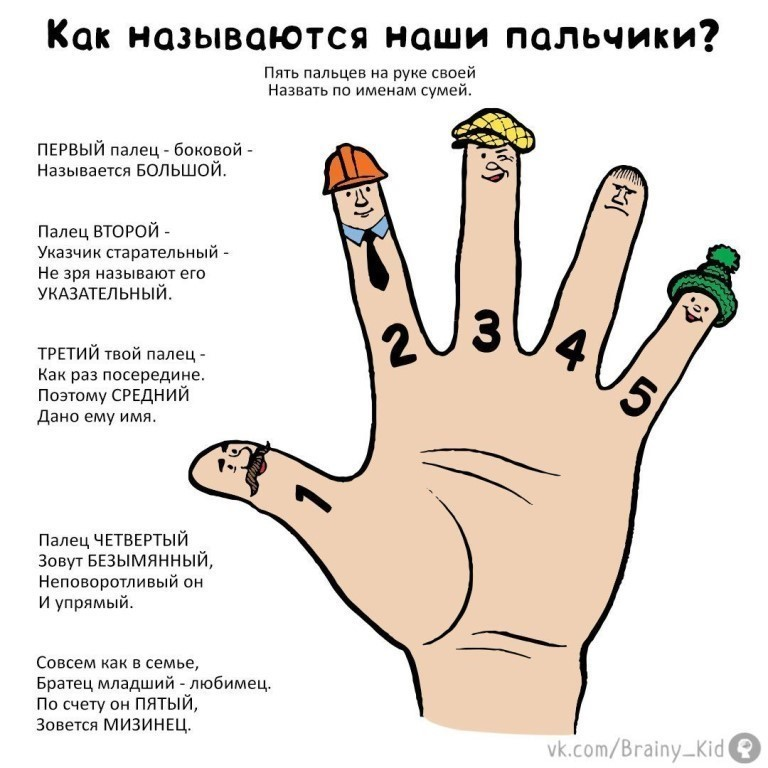 Как называются наши пальчики?
Пять пальцев на руке своей
Назвать по именам сумей.
ПЕРВЫЙ палец - боковой -
Называется БОЛЬШОЙ.
Палец ВТОРОЙ -
Указчик старательный -
Не зря называют его
УКАЗАТЕЛЬНЫЙ.
ТРЕТИЙ твой палец -
Как раз посередине.
Поэтому СРЕДНИЙ
Дано ему имя.
Палец ЧЕТВЕРТЫЙ
Зовут БЕЗЫМЯННЫЙ,
Неповоротливый он
И упрямый.
Совсем как в семье,
Братец младший - любимец.
По счету он ПЯТЫЙ,
Зовется МИЗИНЕЦ.
1
2
3
4
5
vk.com/Brainy_Kid